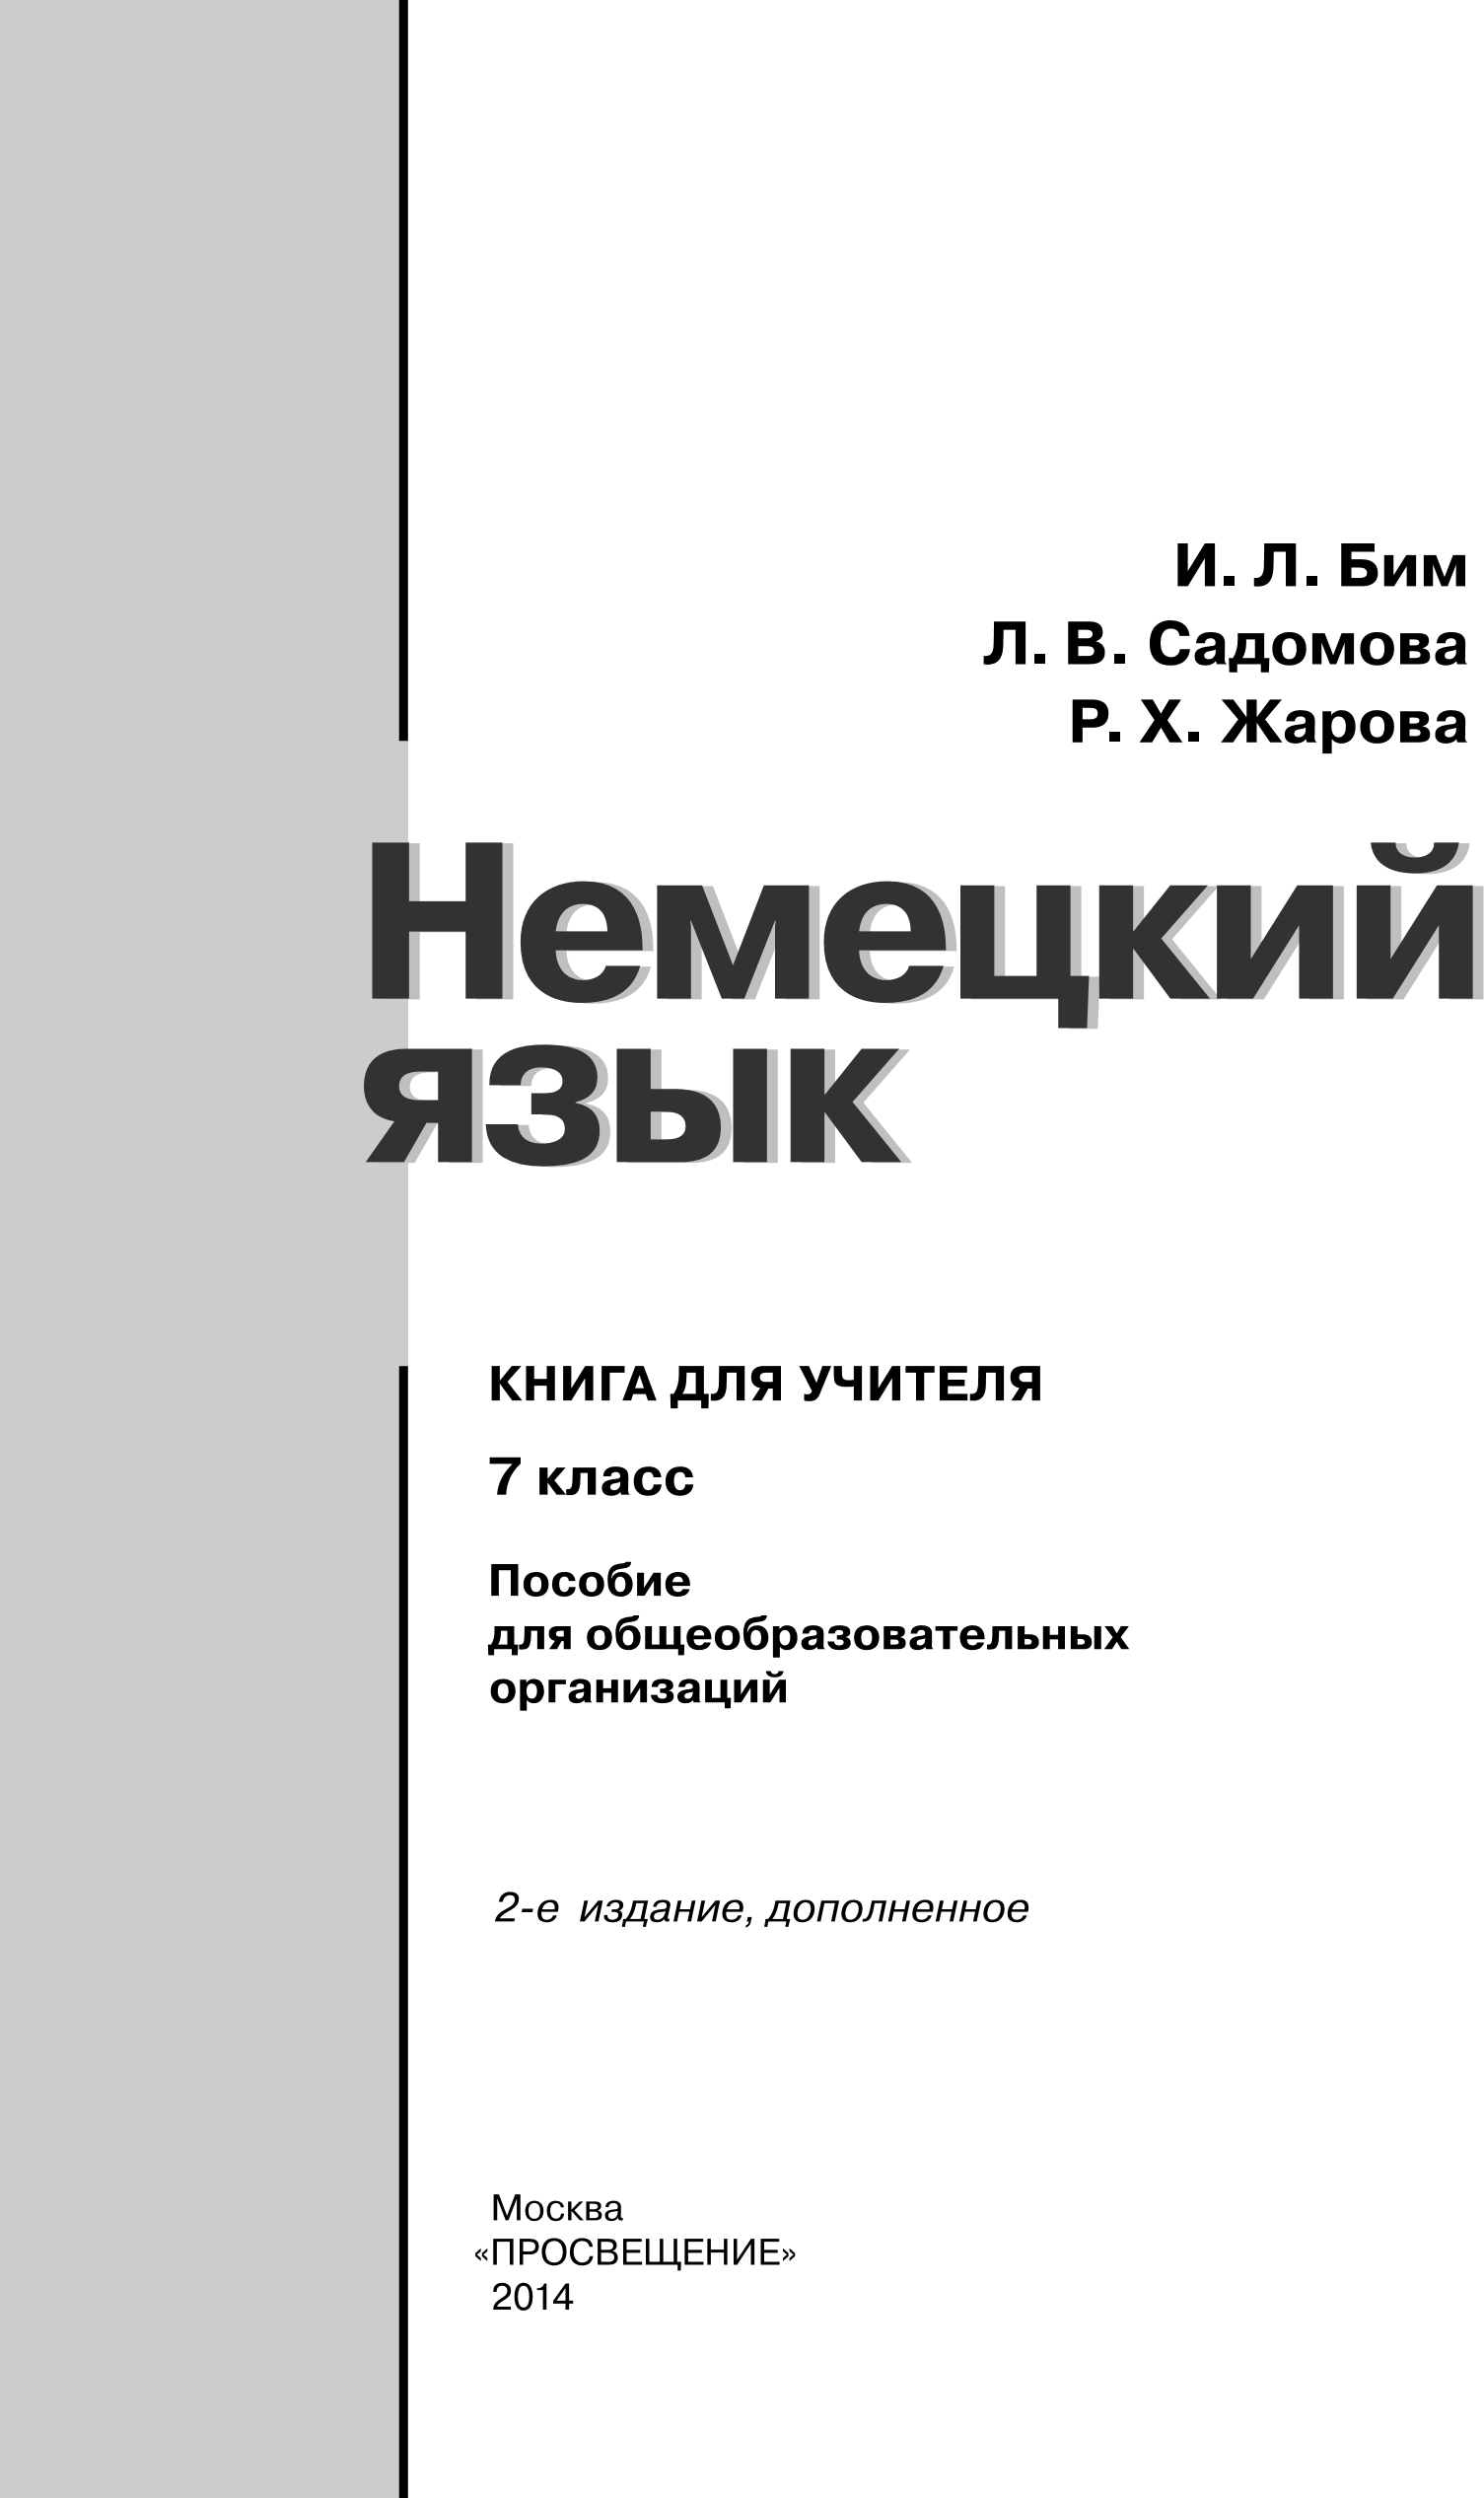 И. Л. Бим
Л. В. Садомова
Р. Х. Жарова
Немецкий
язык
КНИГА ДЛЯ УЧИТЕЛЯ
7 класс
Пособие
для общеобразовательных
организаций
2-е издание, дополненное
Москва
«ПРОСВЕЩЕНИЕ»
2014